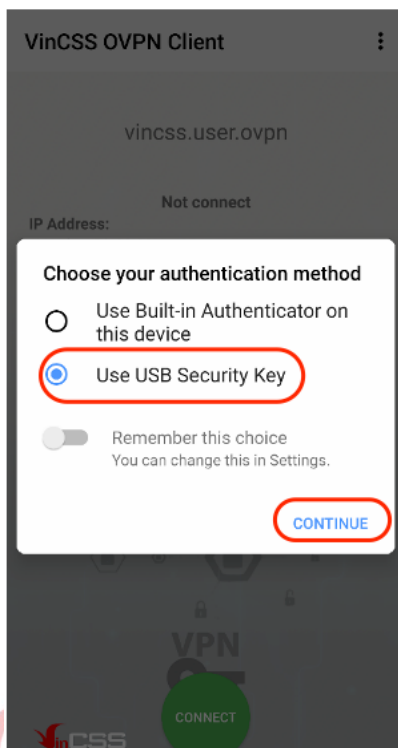 VinCSS OVPN Client
vincss.user.ovpn
Not connect
IP Address:
Choose your authentication method
Use Built-in Authenticator on
this device
Use USB Security Key
Remember this choice
You can change this in Settings.
CONTINUE
VPN
CONNECT
VinCSS